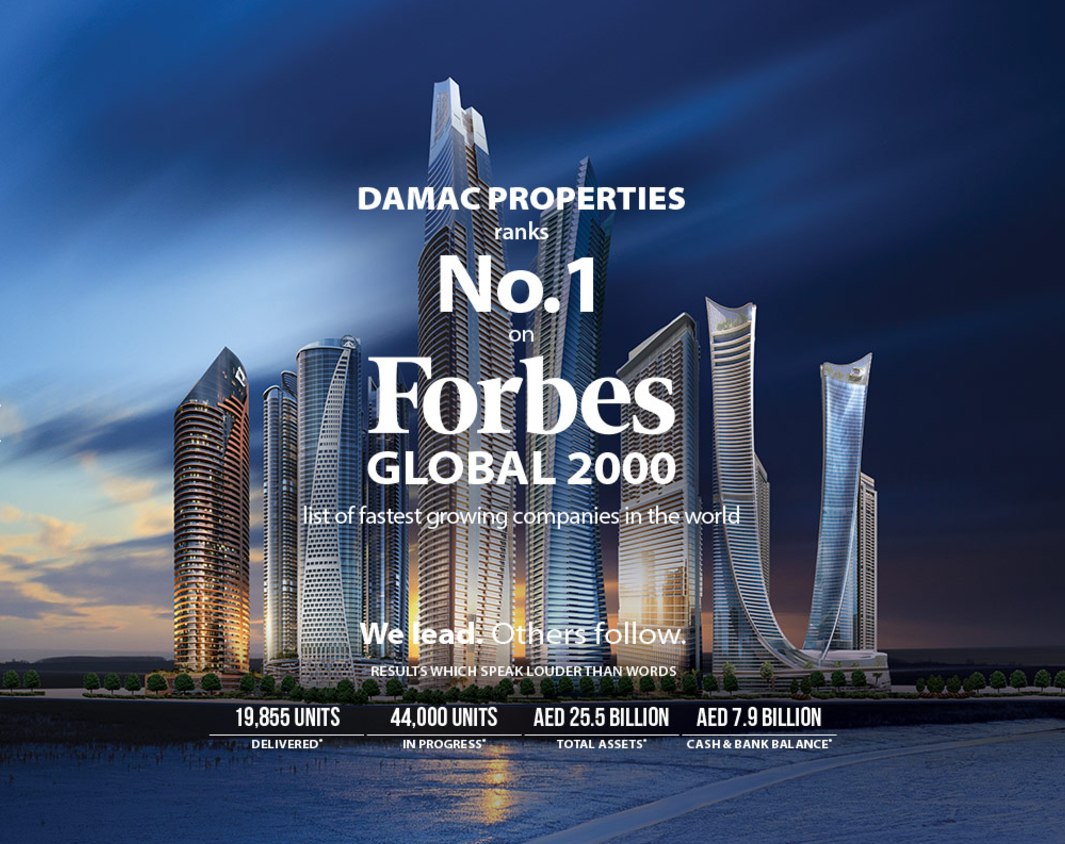 DAMAC PROPERTIES
ranks
No.1
on
Forbes
GLOBAL 2000
list of fastest growing companies in the world
We lead. Others follow.
RESULTS WHICH SPEAK LOUDER THAN WORDS
19,855 UNITS 44,000 UNITS AED 25.5 BILLION AED 7.9 BILLION
DELIVERED* IN PROGRESS* TOTAL ASSETS* CASH & BANK BALANCE*